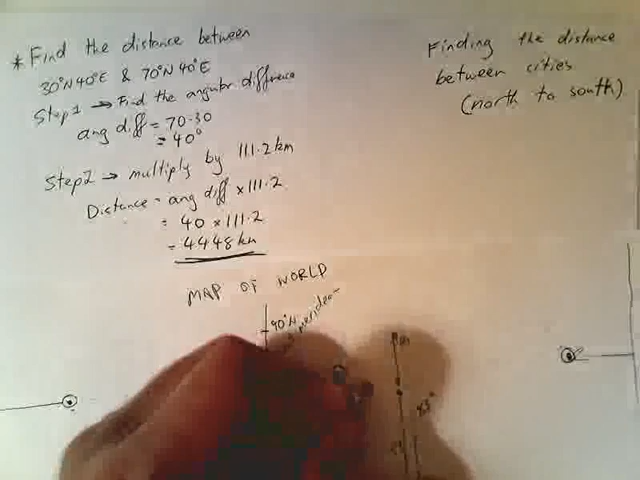 * Find the distance between
30°N 40°E & 70°N 40°E
Step 1 → Find the angular difference
ang diff = 70-30
= 40°
Step 2 → multiply by 111.2 km
Distance = ang diff × 111.2
= 40 × 111.2
= 4448 km
MAP OF WORLD
90°N
Finding the distance
between cities
(north to south)